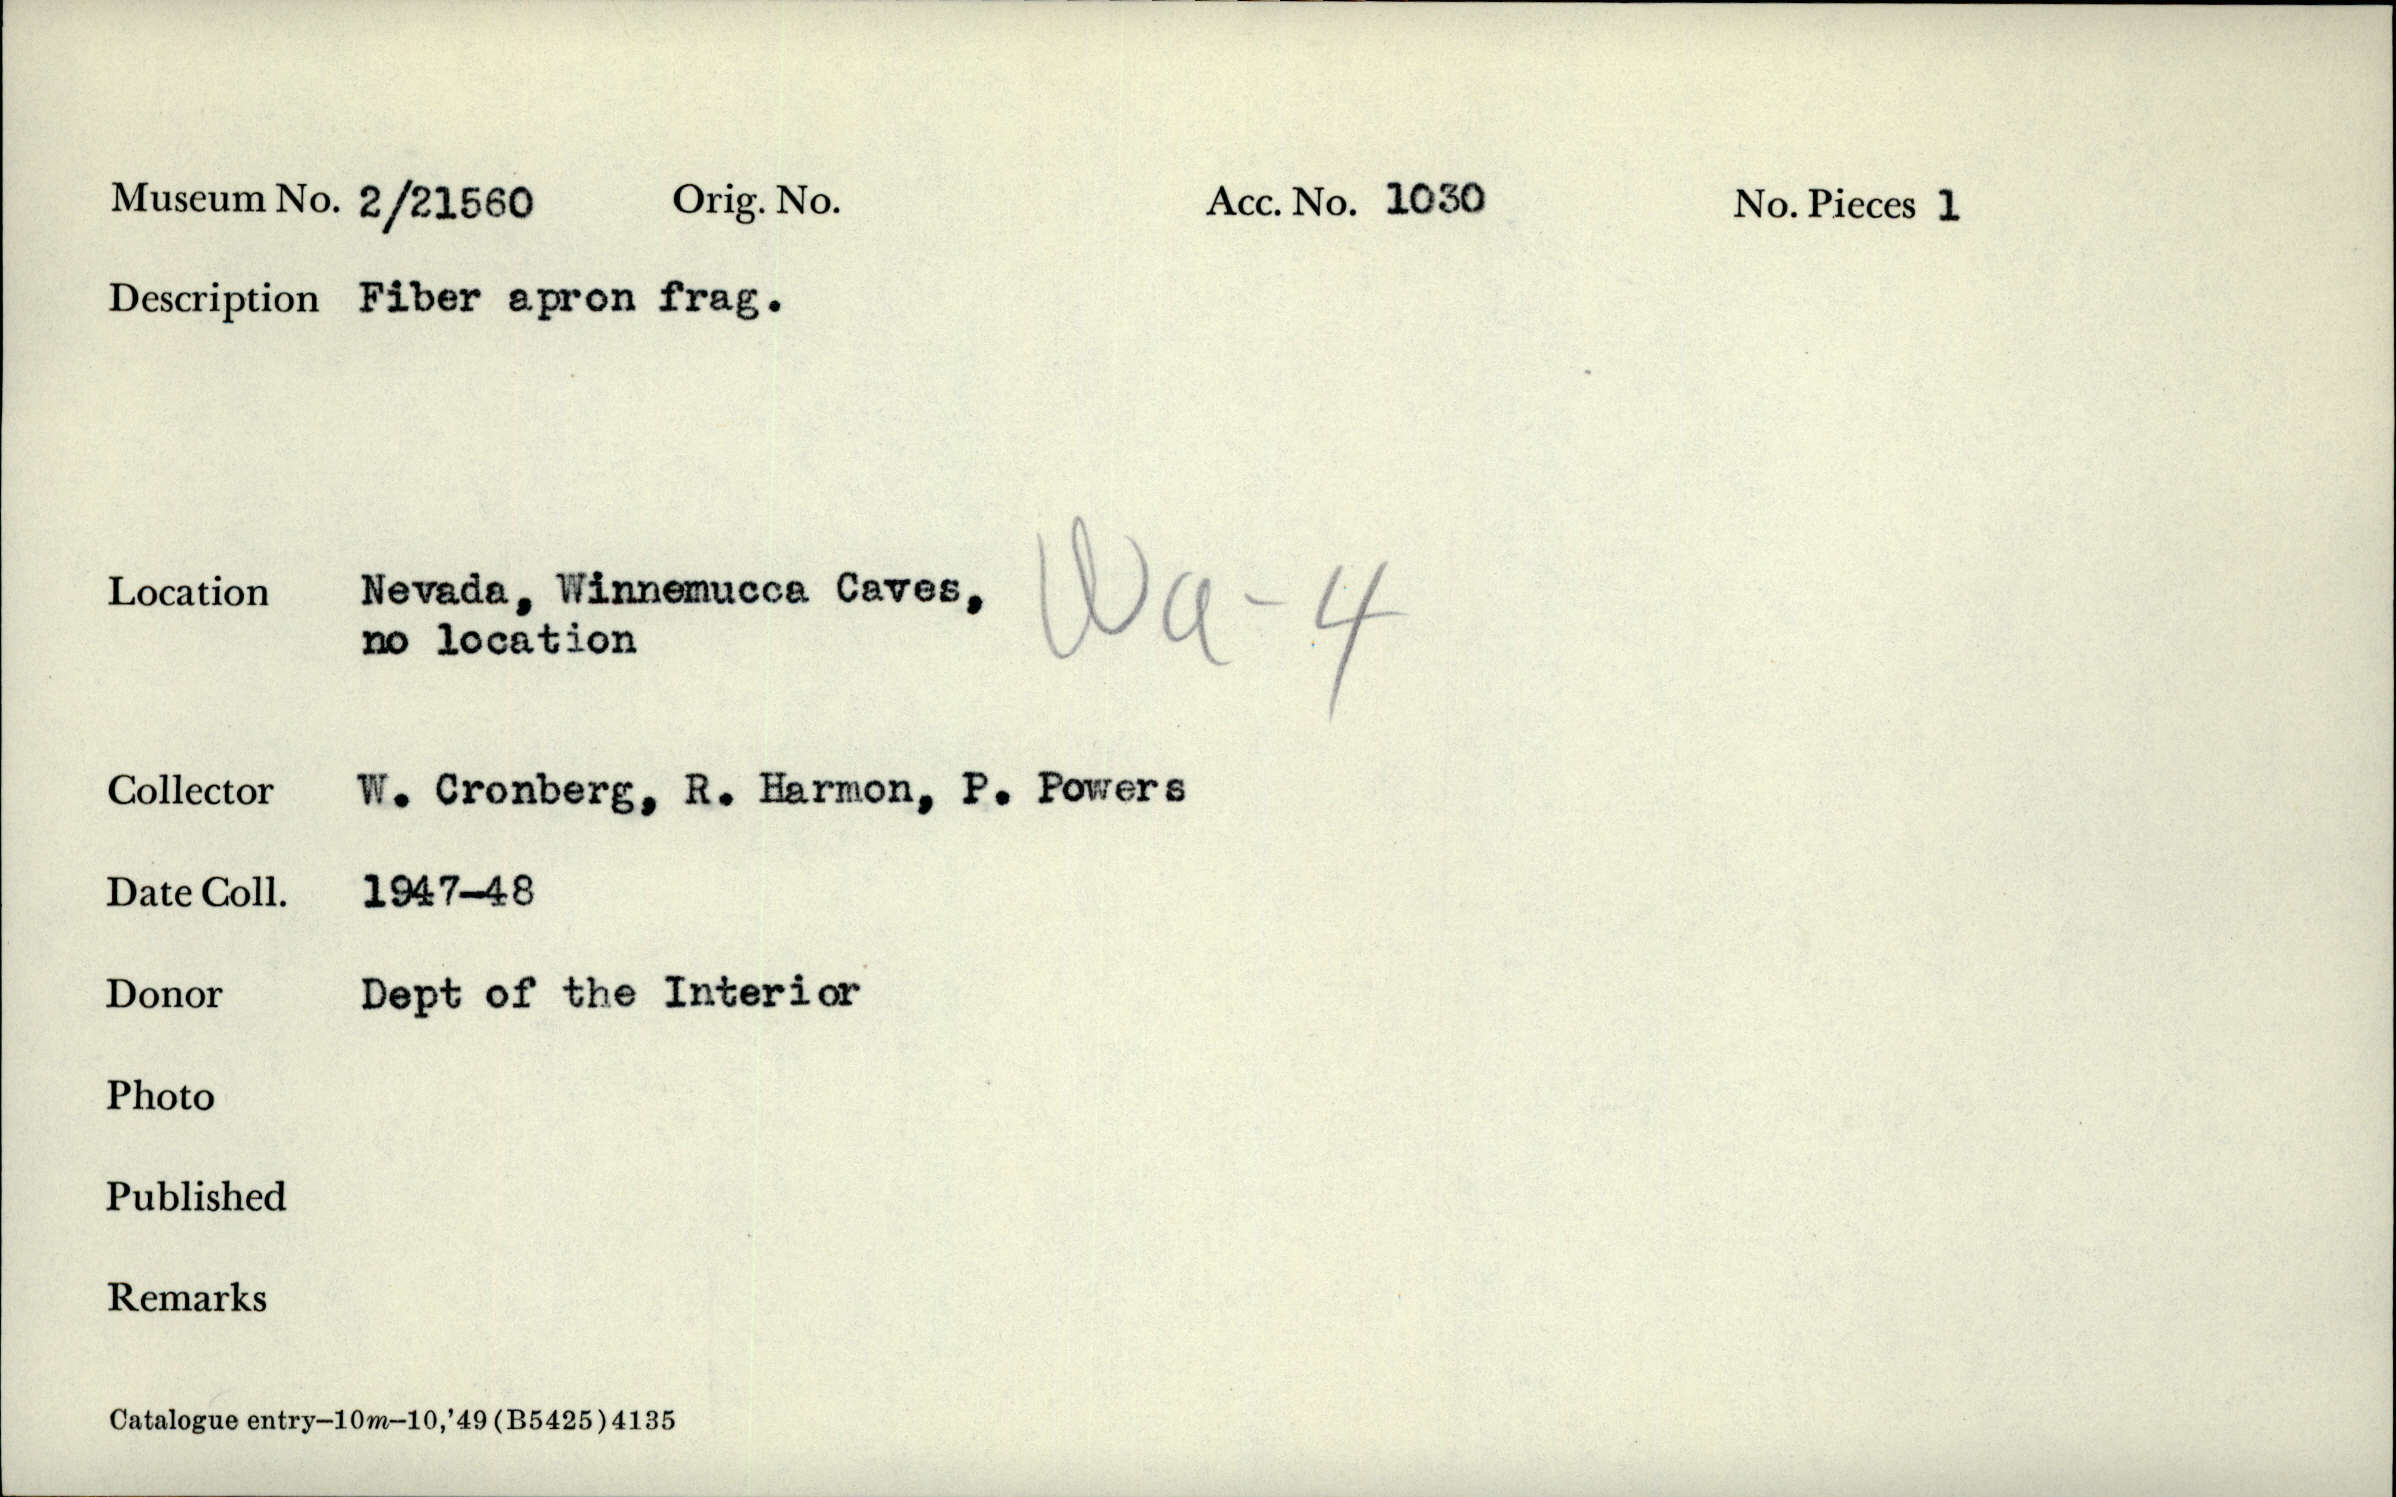 Museum No. 2/21560 Orig. No. Acc. No. 1030 No. Pieces 1
Description Fiber apron frag.
Location Nevada, Winnemucca Caves, Wa-4
no location
Collector W. Cronberg, R. Harmon, P. Powers
Date Coll. 1947-48
Donor Dept of the Interior
Photo
Published
Remarks
Catalogue entry–10m–10,'49 (B5425) 4135